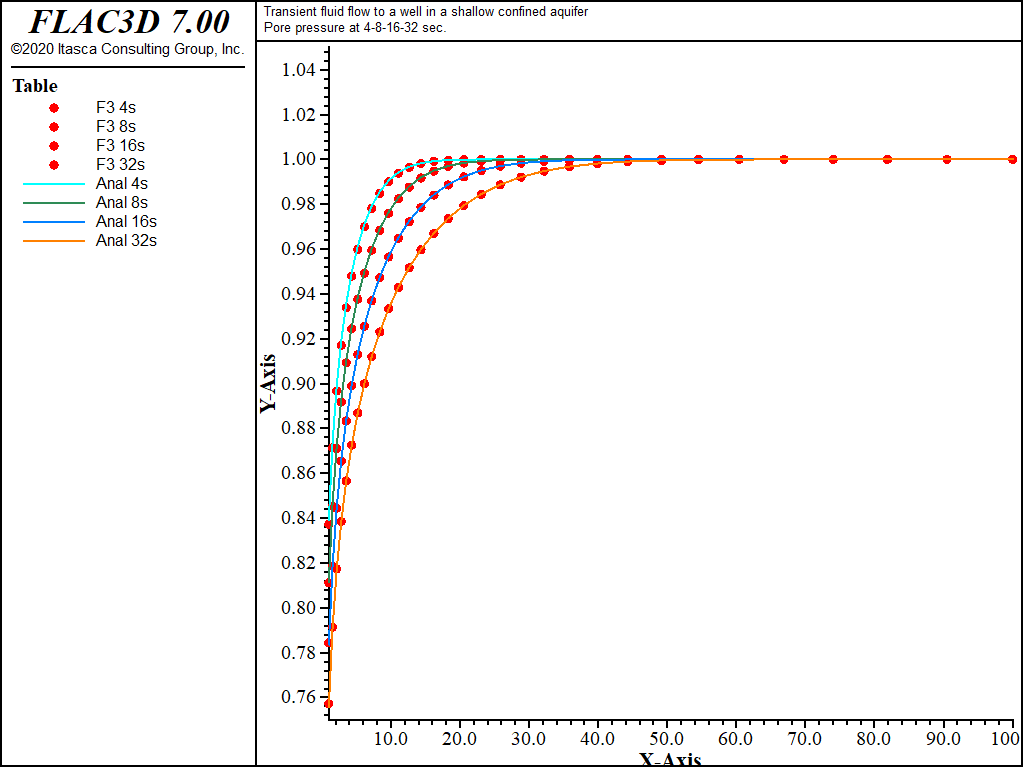 FLAC3D 7.00
©2020 Itasca Consulting Group, Inc.
Table
F3 4s
F3 8s
F3 16s
F3 32s
Anal 4s
Anal 8s
Anal 16s
Anal 32s
Transient fluid flow to a well in a shallow confined aquifer
Pore pressure at 4-8-16-32 sec.
1.04
1.02
1.00
0.98
0.96
0.94
0.92
0.90
0.88
0.86
0.84
0.82
0.80
0.78
0.76
Y-Axis
10.0 20.0 30.0 40.0 50.0 60.0 70.0 80.0 90.0 100
X-Axis